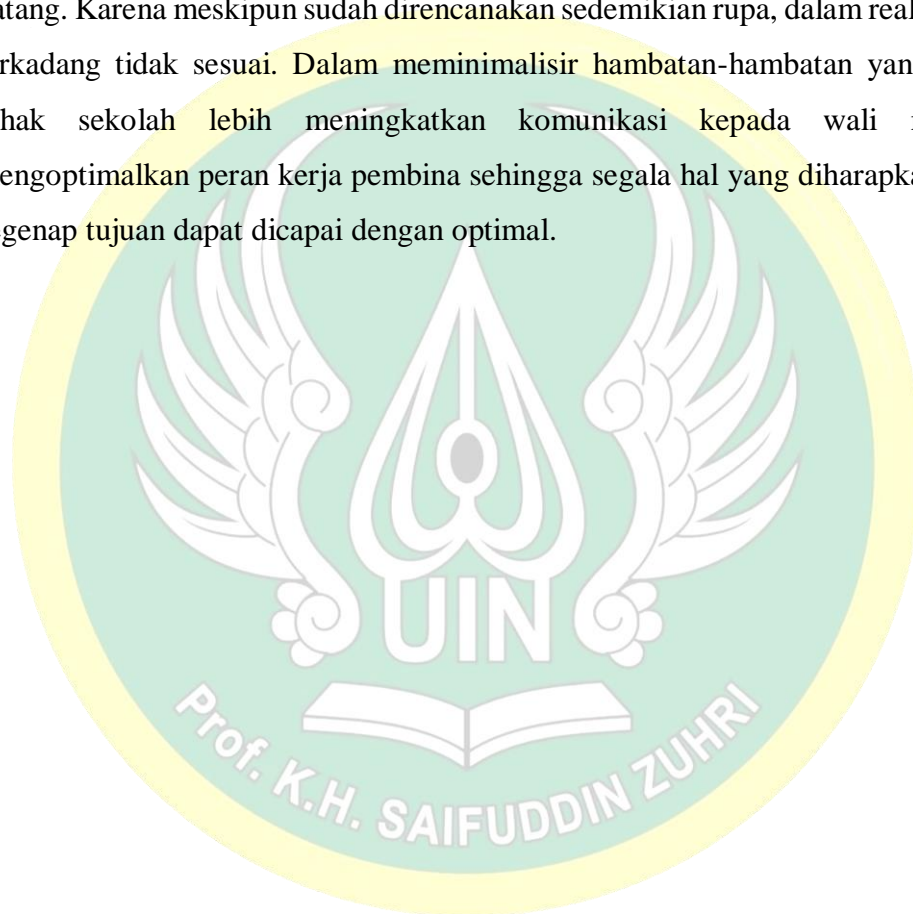 atang. Karena meskipun sudah direncanakan sedemikian rupa, dalam real
rkadang tidak sesuai. Dalam meminimalisir hambatan-hambatan yan
hak sekolah lebih meningkatkan komunikasi kepada wali
engoptimalkan peran kerja pembina sehingga segala hal yang diharapka
genap tujuan dapat dicapai dengan optimal.
UIN
Prof. K.H. SAIFUDDIN ZUHRI